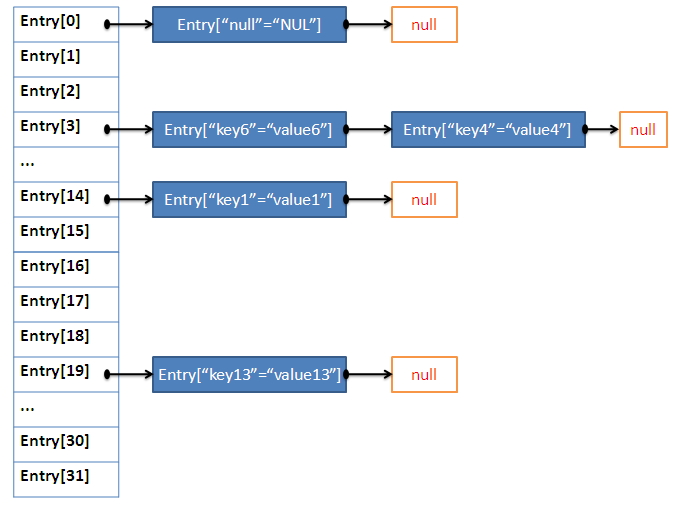 Entry[0] Entry[“null”=“NUL”] null
Entry[1]
Entry[2]
Entry[3] Entry[“key6”=“value6”] Entry[“key4”=“value4”] null
...
Entry[14] Entry[“key1”=“value1”] null
Entry[15]
Entry[16]
Entry[17]
Entry[18]
Entry[19] Entry[“key13”=“value13”] null
...
Entry[30]
Entry[31]